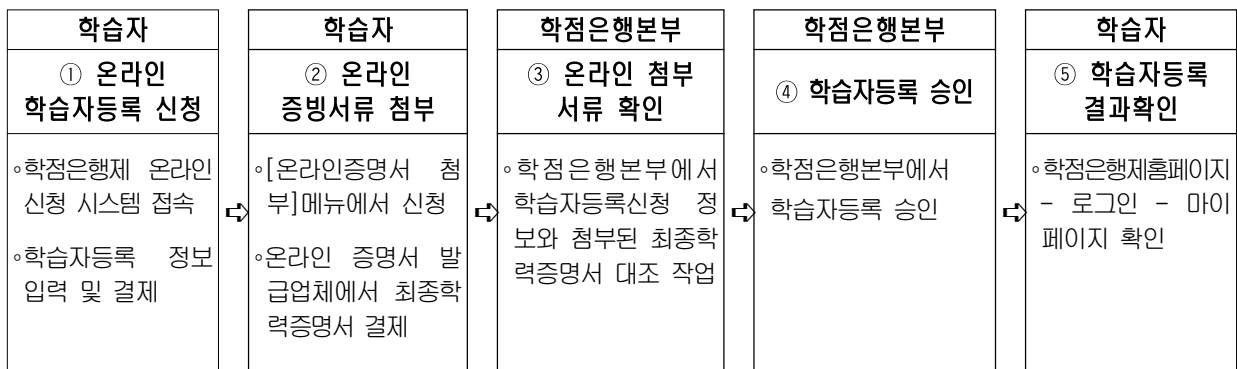 학습자
① 온라인
학습자등록 신청
◦학점은행제 온라인
신청 시스템 접속
◦학습자등록 정보
입력 및 결제
➪
학습자
② 온라인
증빙서류 첨부
◦[온라인증명서 첨
부]메뉴에서 신청
◦온라인 증명서 발
급업체에서 최종학
력증명서 결제
➪
학점은행본부
③ 온라인 첨부
서류 확인
◦학점은행본부에서
학습자등록신청 정
보와 첨부된 최종학
력증명서 대조 작업
➪
학점은행본부
④ 학습자등록 승인
◦학점은행본부에서
학습자등록 승인
➪
학습자
⑤ 학습자등록
결과확인
◦학점은행제홈페이지
- 로그인 - 마이
페이지 확인